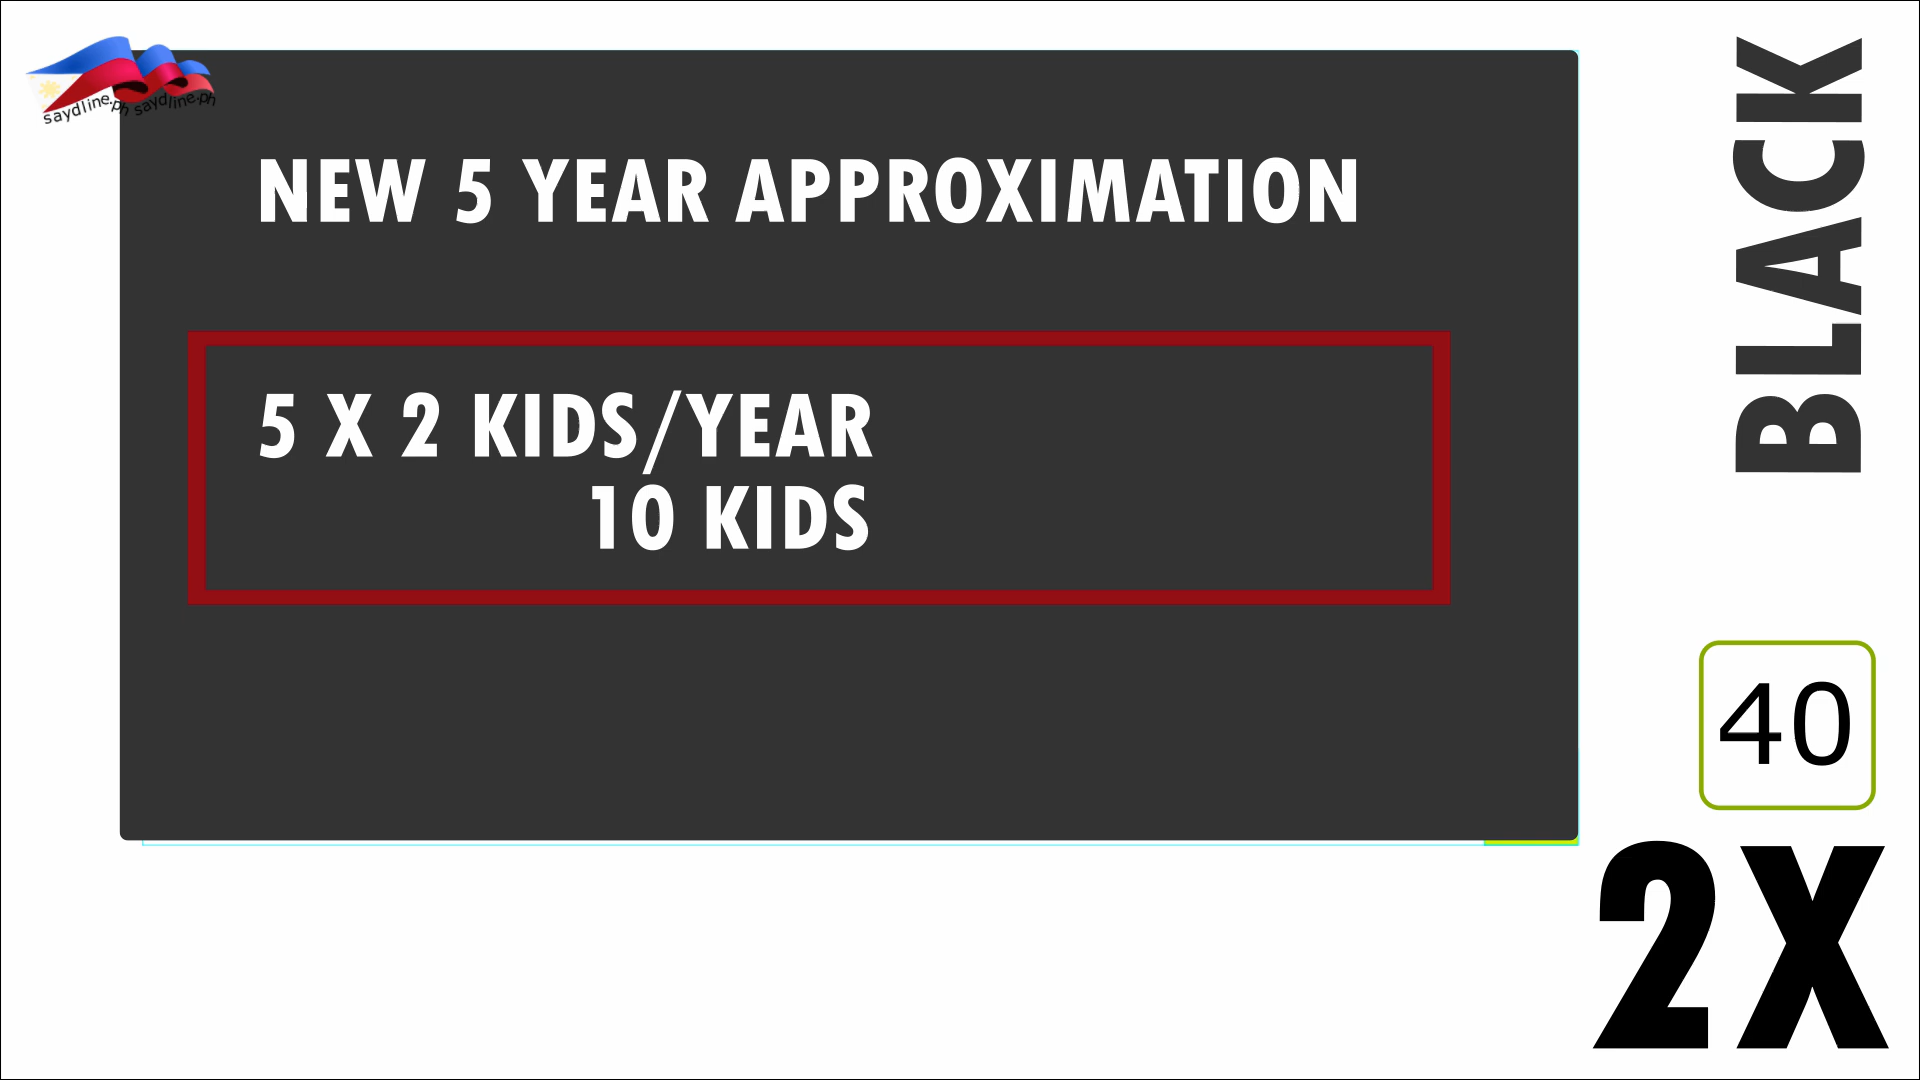 saydline.ph saydline.ph
NEW 5 YEAR APPROXIMATION
5 X 2 KIDS/YEAR
10 KIDS
BLACK
40
2X